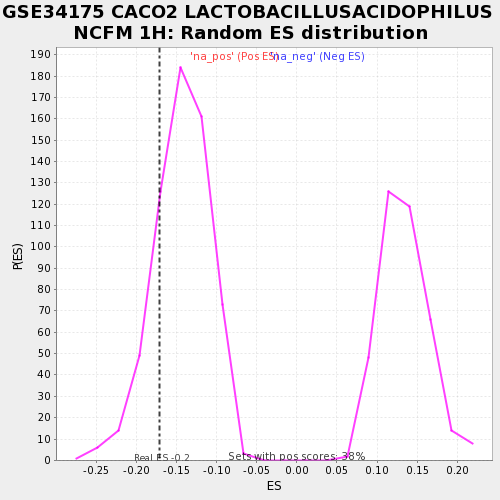 GSE34175 CACO2 LACTOBACILLUSACIDOPHILUS
NCFM 1H: Random ES distribution
'na_pos' (Pos ES) 'na_neg' (Neg ES)
190
180
170
160
150
140
130
120
110
100
90
80
70
60
50
40
30
20
10
0
P(ES)
Real ES -0.2
Sets with pos scores: 38%
-0.25 -0.20 -0.15 -0.10 -0.05 0.00 0.05 0.10 0.15 0.20
ES